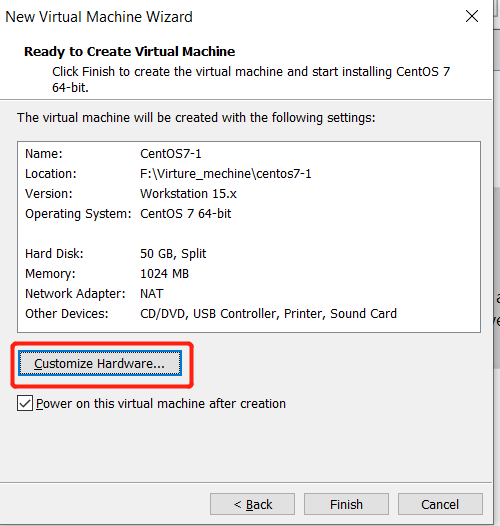 New Virtual Machine Wizard
Ready to Create Virtual Machine
Click Finish to create the virtual machine and start installing CentOS 7
64-bit.
The virtual machine will be created with the following settings:
Name: CentOS7-1
Location: F:\Virture_mechine\centos7-1
Version: Workstation 15.x
Operating System: CentOS 7 64-bit
Hard Disk: 50 GB, Split
Memory: 1024 MB
Network Adapter: NAT
Other Devices: CD/DVD, USB Controller, Printer, Sound Card
Customize Hardware...
Power on this virtual machine after creation
< Back Finish Cancel